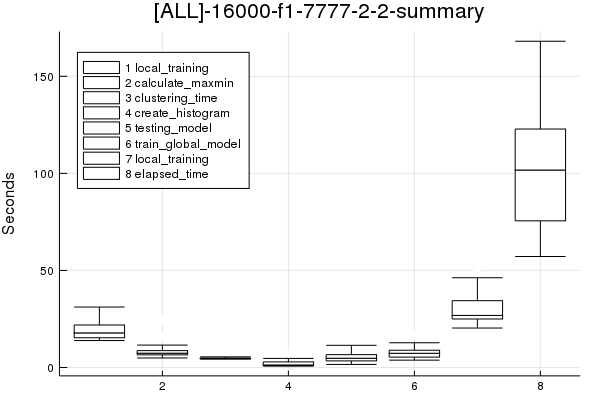 [ALL]-16000-f1-7777-2-2-summary
1 local_training
2 calculate_maxmin
3 clustering_time
4 create_histogram
5 testing_model
6 train_global_model
7 local_training
8 elapsed_time
Seconds
150
100
50
0
2 4 6 8